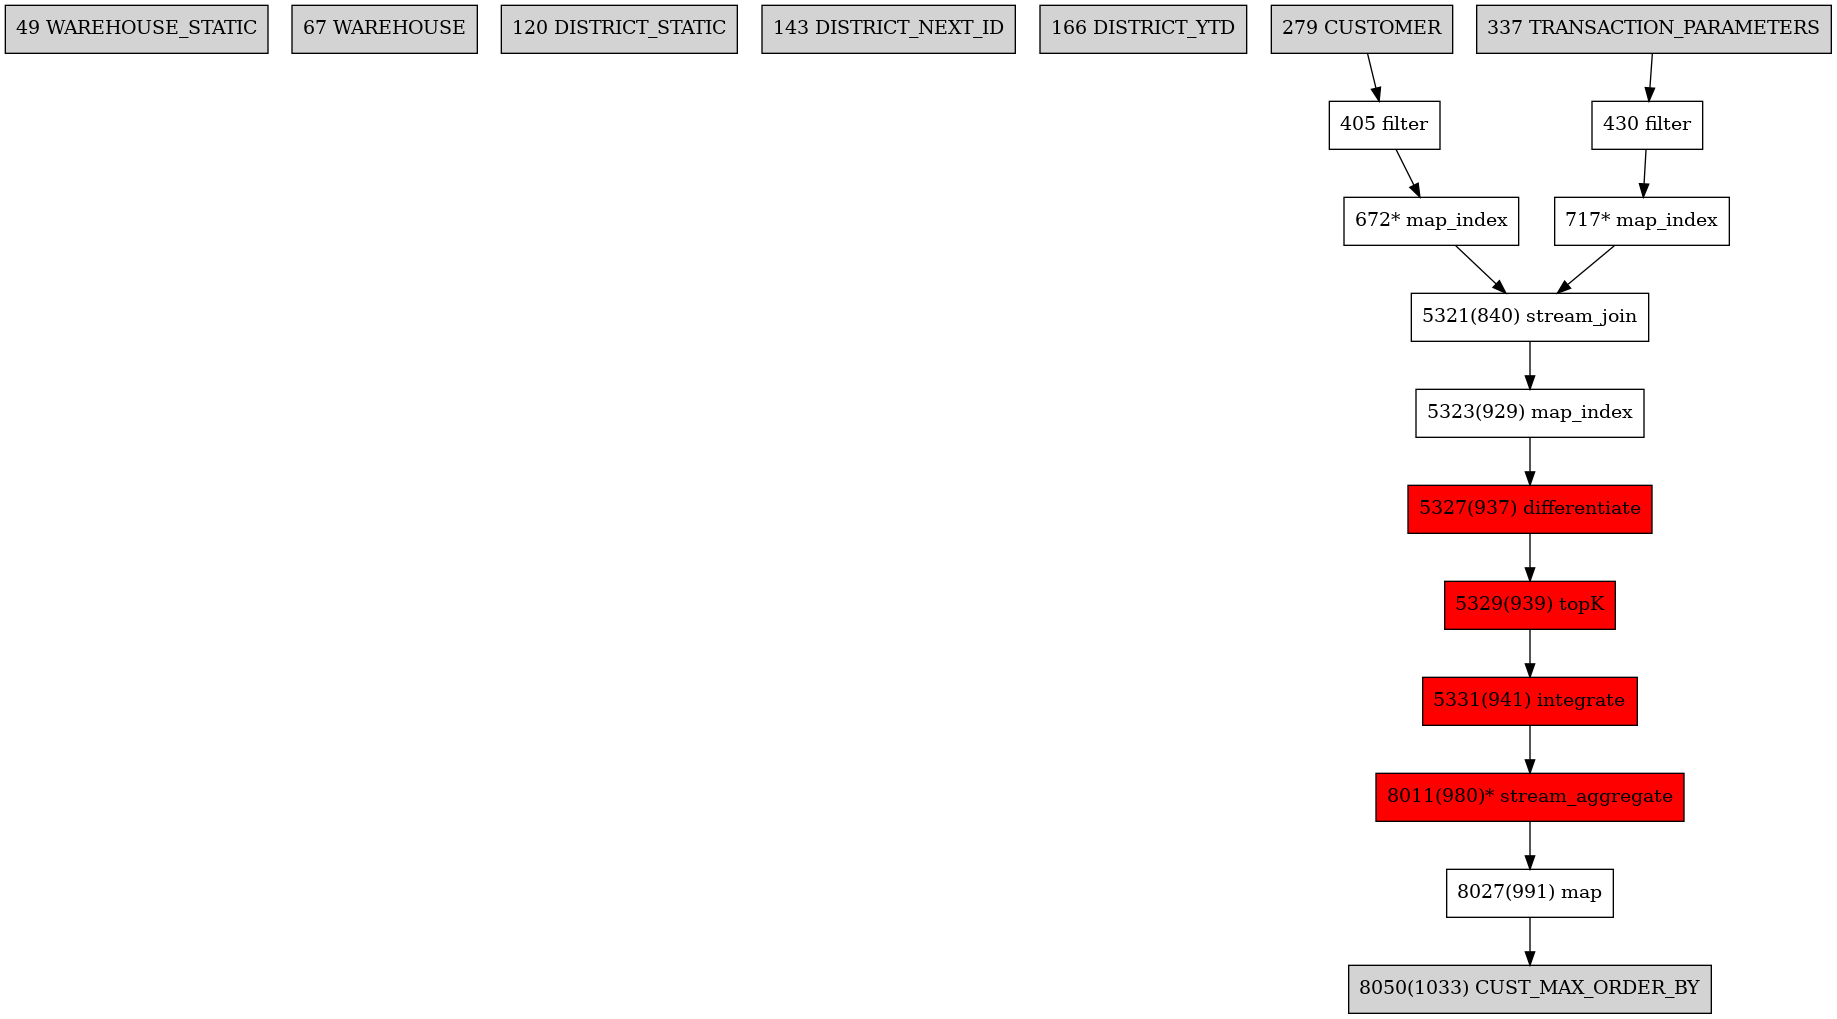 49 WAREHOUSE_STATIC
67 WAREHOUSE
120 DISTRICT_STATIC
143 DISTRICT_NEXT_ID
166 DISTRICT_YTD
279 CUSTOMER
337 TRANSACTION_PARAMETERS
405 filter
430 filter
672* map_index
717* map_index
5321(840) stream_join
5323(929) map_index
5327(937) differentiate
5329(939) topK
5331(941) integrate
8011(980)* stream_aggregate
8027(991) map
8050(1033) CUST_MAX_ORDER_BY